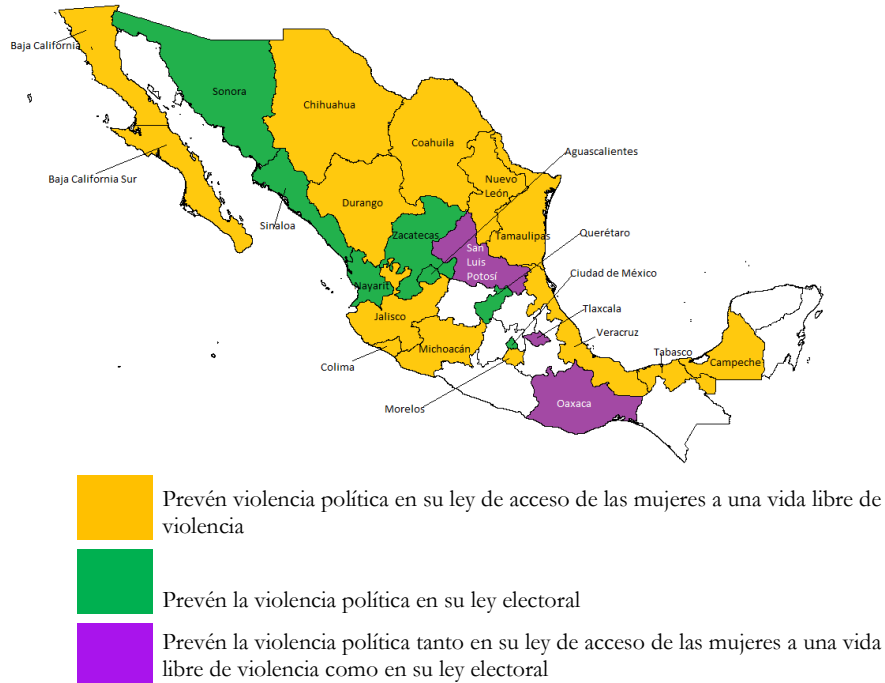 Baja California
Sonora
Chihuahua
Coahuila
Aguascalientes
Baja California Sur
Nuevo
León
Durango
Sinaloa
Zacatecas
Tamaulipas
Querétaro
San
Luis
Potosí
Ciudad de México
Nayarit
Tlaxcala
Jalisco
Veracruz
Michoacán
Tabasco
Campeche
Colima
Morelos
Oaxaca
Prevén violencia política en su ley de acceso de las mujeres a una vida libre de
violencia
Prevén la violencia política en su ley electoral
Prevén la violencia política tanto en su ley de acceso de las mujeres a una vida
libre de violencia como en su ley electoral